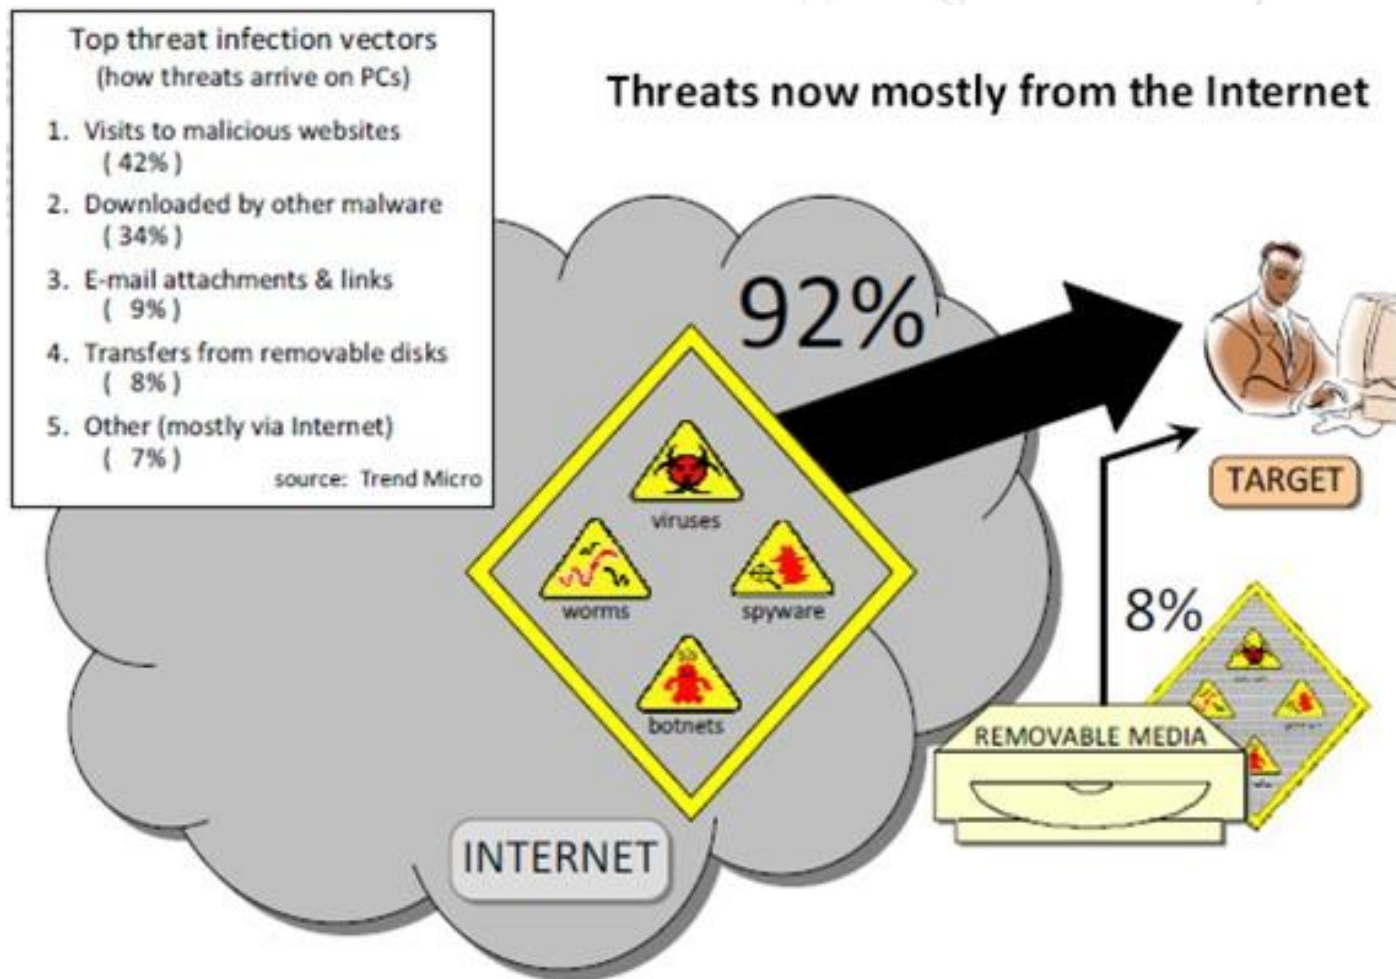 Top threat infection vectors
(how threats arrive on PCs)
1. Visits to malicious websites
( 42% )
2. Downloaded by other malware
( 34% )
3. E-mail attachments & links
( 9% )
4. Transfers from removable disks
( 8% )
5. Other (mostly via Internet)
( 7% )
source: Trend Micro
Threats now mostly from the Internet
92%
viruses
worms
spyware
botnets
INTERNET
TARGET
8%
REMOVABLE MEDIA